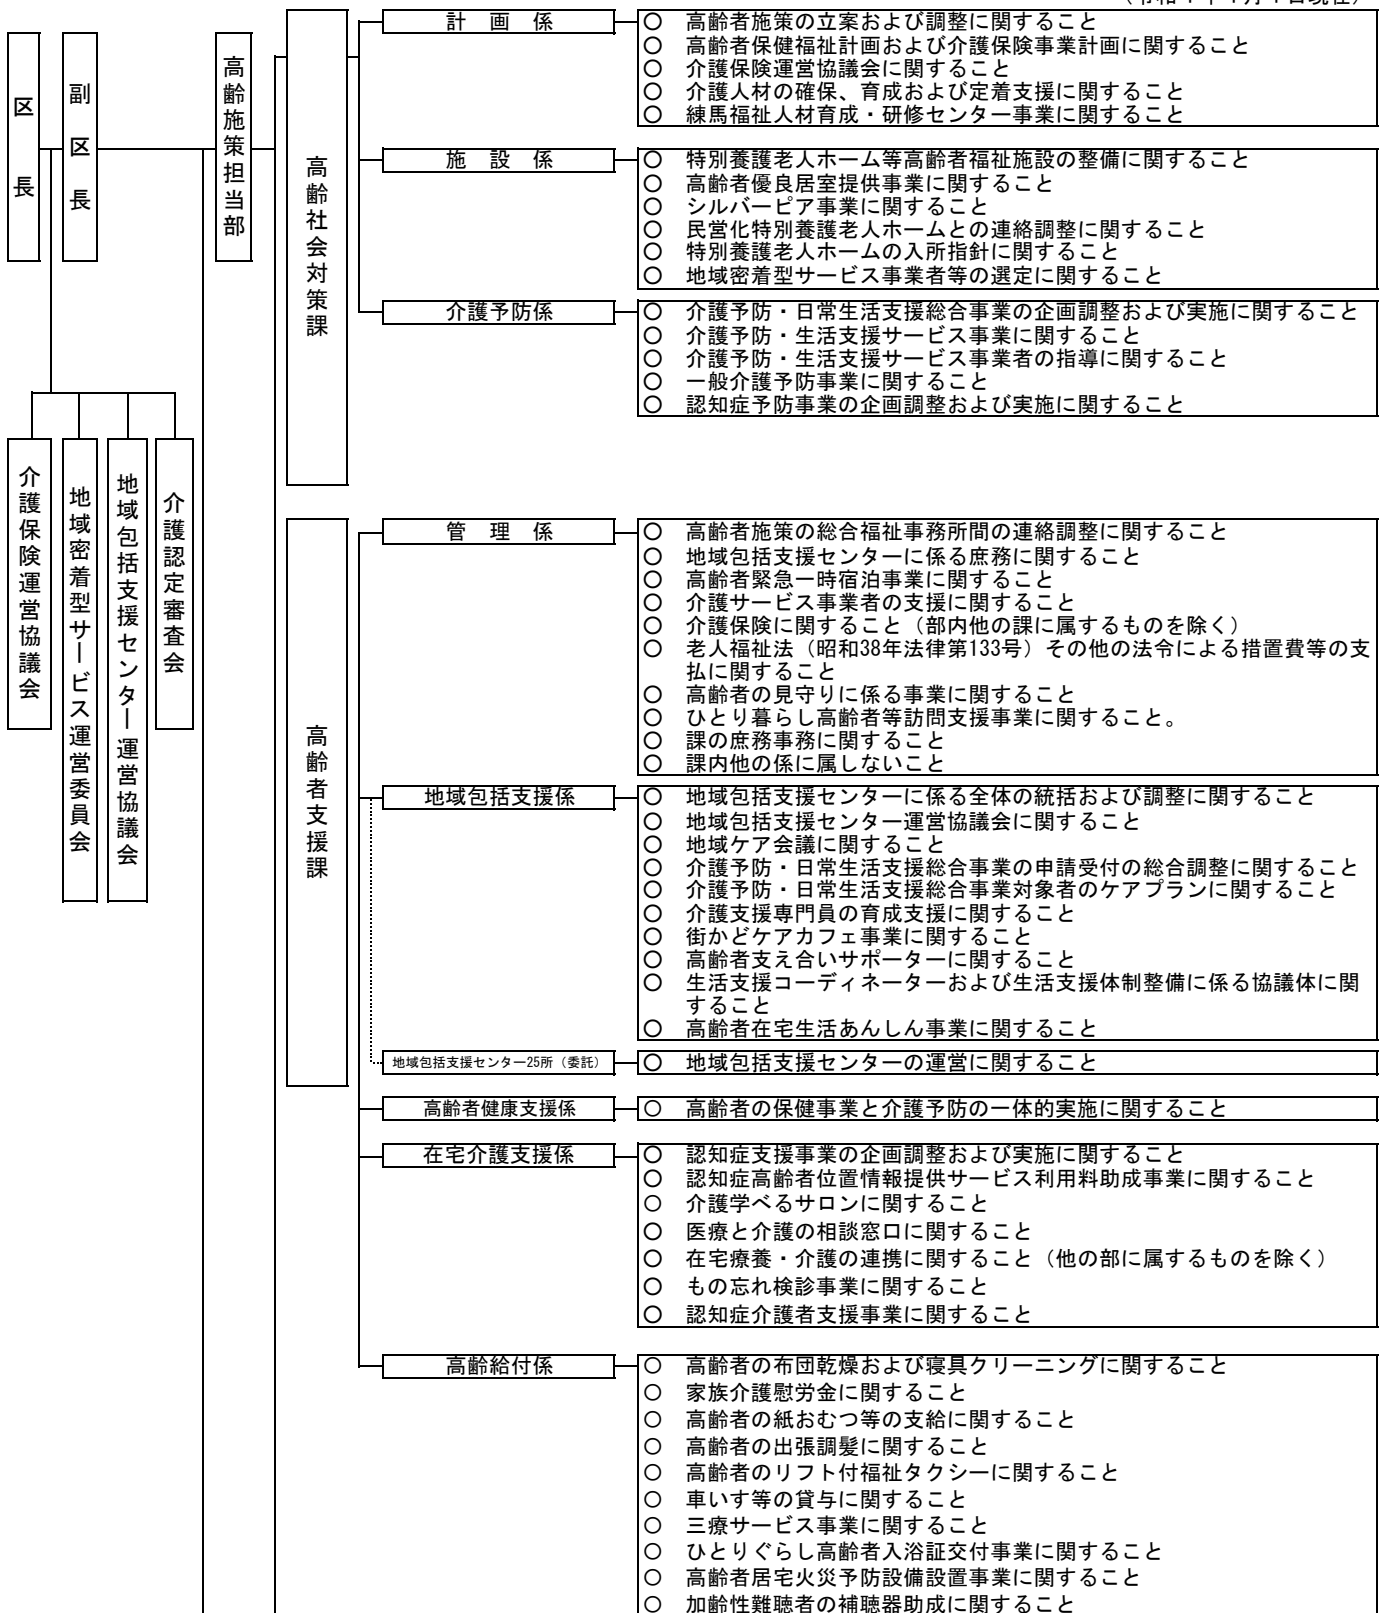 区長
副区長
高齢施策担当部
介護保険運営協議会
地域密着型サービス運営委員会
地域包括支援センター運営協議会
介護認定審査会
高齢社会対策課
計画係
○ 高齢者施策の立案および調整に関すること
○ 高齢者保健福祉計画および介護保険事業計画に関すること
○ 介護保険運営協議会に関すること
○ 介護人材の確保、育成および定着支援に関すること
○ 練馬福祉人材育成・研修センター事業に関すること
施設係
○ 特別養護老人ホーム等高齢者福祉施設の整備に関すること
○ 高齢者優良居室提供事業に関すること
○ シルバーピア事業に関すること
○ 民営化特別養護老人ホームとの連絡調整に関すること
○ 特別養護老人ホームの入所指針に関すること
○ 地域密着型サービス事業者等の選定に関すること
介護予防係
○ 介護予防・日常生活支援総合事業の企画調整および実施に関すること
○ 介護予防・生活支援サービス事業に関すること
○ 介護予防・生活支援サービス事業者の指導に関すること
○ 一般介護予防事業に関すること
○ 認知症予防事業の企画調整および実施に関すること
高齢者支援課
管理係
○ 高齢者施策の総合福祉事務所間の連絡調整に関すること
○ 地域包括支援センターに係る庶務に関すること
○ 高齢者緊急一時宿泊事業に関すること
○ 介護サービス事業者の支援に関すること
○ 介護保険に関すること（部内他の課に属するものを除く）
○ 老人福祉法（昭和38年法律第133号）その他の法令による措置費等の支
払に関すること
○ 高齢者の見守りに係る事業に関すること
○ ひとり暮らし高齢者等訪問支援事業に関すること。
○ 課の庶務事務に関すること
○ 課内他の係に属しないこと
地域包括支援係
○ 地域包括支援センターに係る全体の統括および調整に関すること
○ 地域包括支援センター運営協議会に関すること
○ 地域ケア会議に関すること
○ 介護予防・日常生活支援総合事業の申請受付の総合調整に関すること
○ 介護予防・日常生活支援総合事業対象者のケアプランに関すること
○ 介護支援専門員の育成支援に関すること
○ 街かどケアカフェ事業に関すること
○ 高齢者支え合いサポーターに関すること
○ 生活支援コーディネーターおよび生活支援体制整備に係る協議体に関
すること
○ 高齢者在宅生活あんしん事業に関すること
地域包括支援センター25所（委託）
○ 地域包括支援センターの運営に関すること
高齢者健康支援係
○ 高齢者の保健事業と介護予防の一体的実施に関すること
在宅介護支援係
○ 認知症支援事業の企画調整および実施に関すること
○ 認知症高齢者位置情報提供サービス利用料助成事業に関すること
○ 介護学べるサロンに関すること
○ 医療と介護の相談窓口に関すること
○ 在宅療養・介護の連携に関すること（他の部に属するものを除く）
○ もの忘れ検診事業に関すること
○ 認知症介護者支援事業に関すること
高齢給付係
○ 高齢者の布団乾燥および寝具クリーニングに関すること
○ 家族介護慰労金に関すること
○ 高齢者の紙おむつ等の支給に関すること
○ 高齢者の出張調髪に関すること
○ 高齢者のリフト付福祉タクシーに関すること
○ 車いす等の貸与に関すること
○ 三療サービス事業に関すること
○ ひとりぐらし高齢者入浴証交付事業に関すること
○ 高齢者居宅火災予防設備設置事業に関すること
○ 加齢性難聴者の補聴器助成に関すること